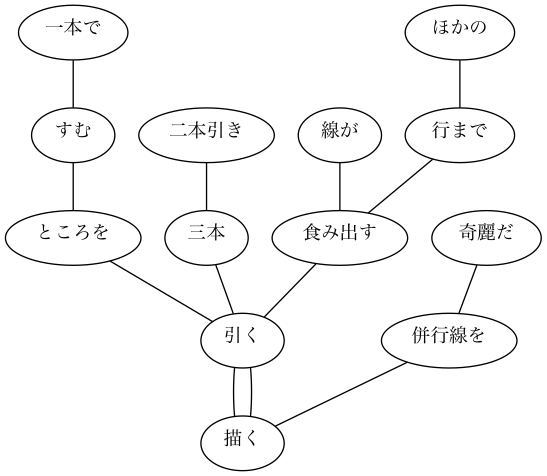 一本で
ほかの
すむ
二本引き
線が
行まで
ところを
三本
食み出す
奇麗だ
引く
併行線を
描く